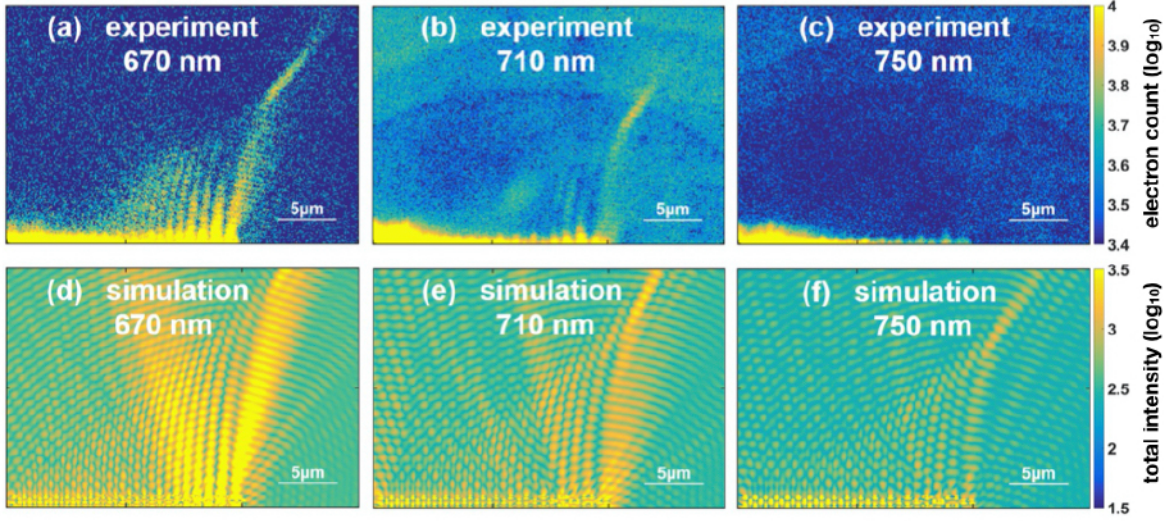 (a) experiment
670 nm
5μm
(b) experiment
710 nm
5μm
(c) experiment
750 nm
5μm
4
3.9
3.8
3.7
3.6
3.5
3.4
electron count (log₁₀)
(d) simulation
670 nm
5μm
(e) simulation
710 nm
5μm
(f) simulation
750 nm
5μm
3.5
3
2.5
2
1.5
total intensity (log₁₀)